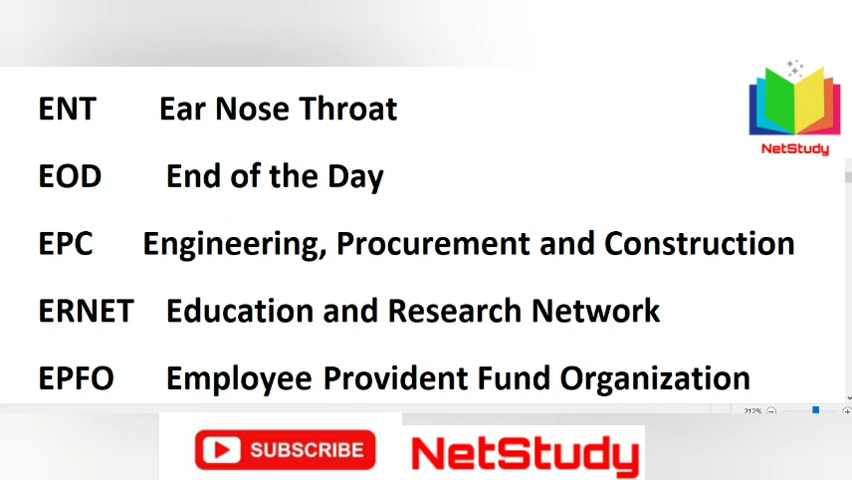 ENT Ear Nose Throat
NetStudy
EOD End of the Day
EPC Engineering, Procurement and Construction
ERNET Education and Research Network
EPFO Employee Provident Fund Organization
212%
SUBSCRIBE NetStudy